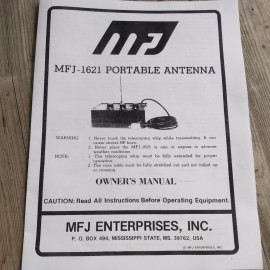 MFJ
MFJ-1621 PORTABLE ANTENNA
WARNING: 1. Never touch the telescoping whip while transmitting. It can
cause severe RF burn.
2. Never place the MFJ-1621 in rain or expose to adverse
weather conditions.
NOTE: 1. The telescoping whip must be fully extended for proper
operation
2. The coax cable must be fully stretched out and not rolled up
or crossing
OWNER'S MANUAL
CAUTION: Read All Instructions Before Operating Equipment.
MFJ ENTERPRISES, INC.
P. O. BOX 494, MISSISSIPPI STATE, MS. 39762, USA
MFJ ENTERPRISES, INC.